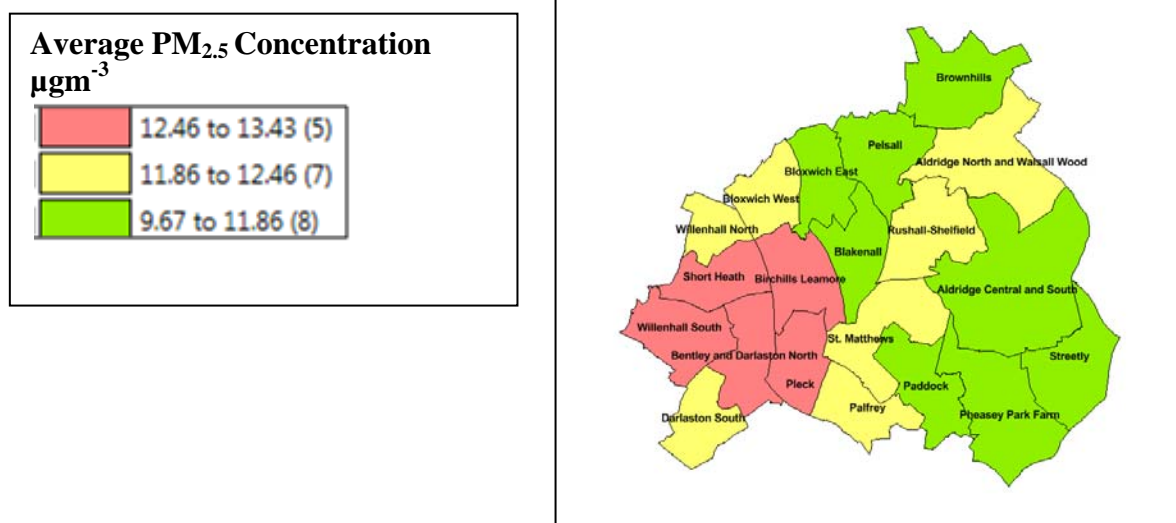 Average PM2.5 Concentration
µgm-3
12.46 to 13.43 (5)
11.86 to 12.46 (7)
9.67 to 11.86 (8)
Brownhills
Pelsall
Aldridge North and Walsall Wood
Bloxwich East
Bloxwich West
Willenhall North
Rushall-Shelfield
Blakenall
Short Heath
Birchills Leamore
Aldridge Central and South
Willenhall South
St. Matthews
Bentley and Darlaston North
Streetly
Pleck
Paddock
Palfrey
Darlaston South
Pheasey Park Farm